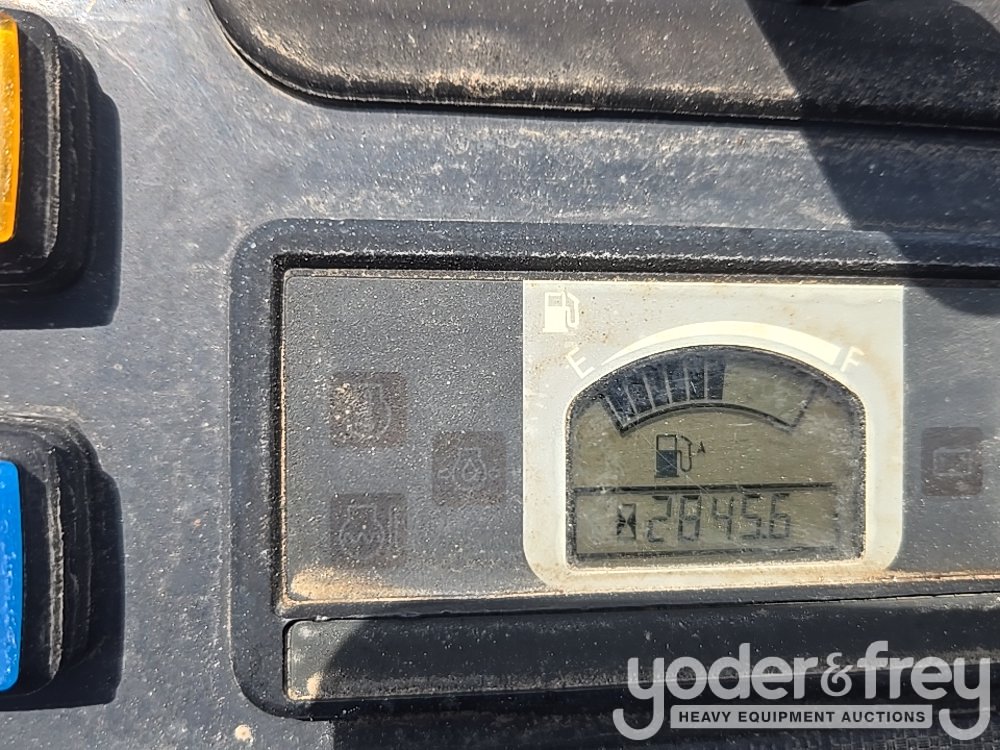 E F
2845.6
yoder&frey
HEAVY EQUIPMENT AUCTIONS